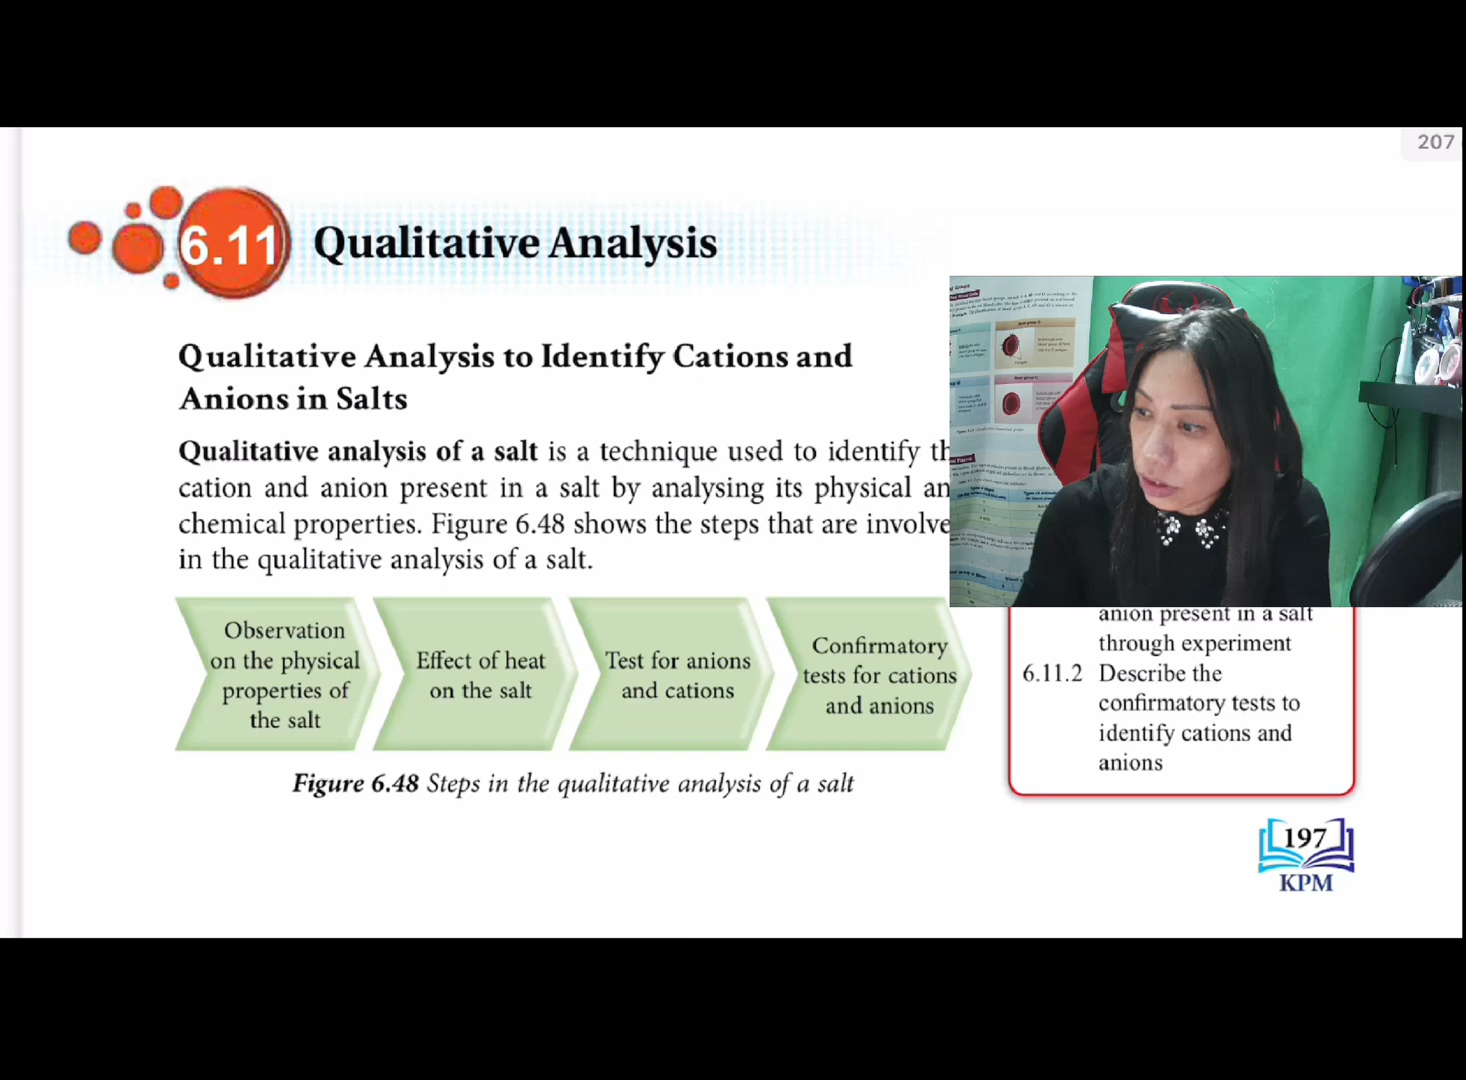 207
6.11 Qualitative Analysis
Qualitative Analysis to Identify Cations and
Anions in Salts
Qualitative analysis of a salt is a technique used to identify th
cation and anion present in a salt by analysing its physical an
chemical properties. Figure 6.48 shows the steps that are involve
in the qualitative analysis of a salt.
Observation
on the physical
properties of
the salt
Effect of heat
on the salt
Test for anions
and cations
Confirmatory
tests for cations
and anions
Figure 6.48 Steps in the qualitative analysis of a salt
anion present in a salt
through experiment
6.11.2 Describe the
confirmatory tests to
identify cations and
anions
197
KPM